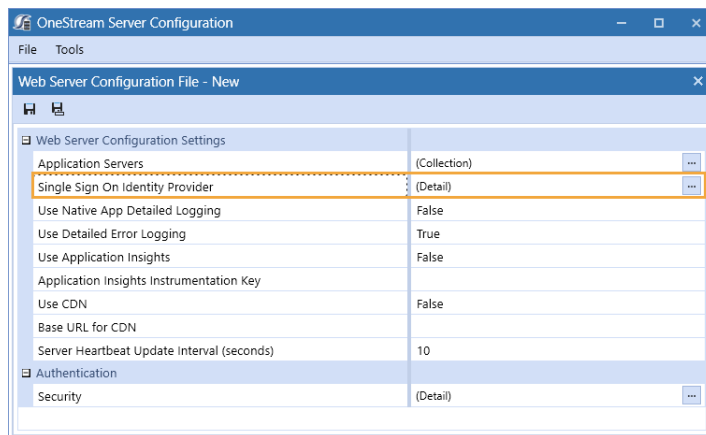 OneStream Server Configuration
File Tools
Web Server Configuration File - New
Web Server Configuration Settings
Application Servers (Collection) ...
Single Sign On Identity Provider (Detail) ...
Use Native App Detailed Logging False
Use Detailed Error Logging True
Use Application Insights False
Application Insights Instrumentation Key
Use CDN False
Base URL for CDN
Server Heartbeat Update Interval (seconds) 10
Authentication
Security (Detail) ...